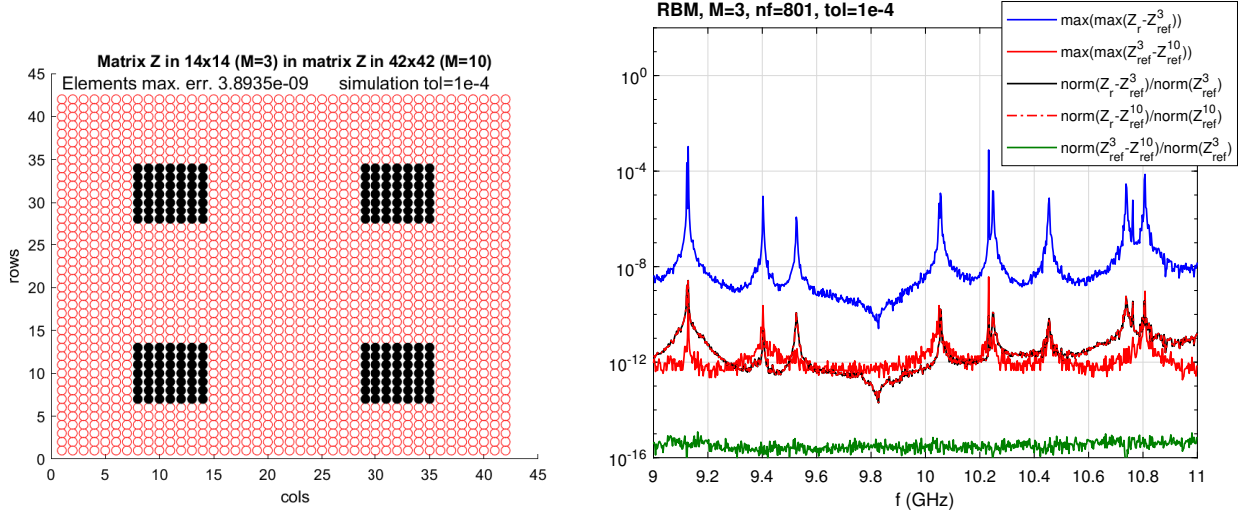 Matrix Z in 14x14 (M=3) in matrix Z in 42x42 (M=10)
Elements max. err. 3.8935e-09 simulation tol=1e-4
45
40
35
30
25
20
15
10
5
0
rows
0 5 10 15 20 25 30 35 40 45
cols
RBM, M=3, nf=801, tol=1e-4
max(max(Z_r-Z^3_ref))
max(max(Z^3_ref-Z^10_ref))
norm(Z_r-Z^3_ref)/norm(Z^3_ref)
norm(Z_r-Z^10_ref)/norm(Z^10_ref)
norm(Z^3_ref-Z^10_ref)/norm(Z^3_ref)
10^0
10^-4
10^-8
10^-12
10^-16
9 9.2 9.4 9.6 9.8 10 10.2 10.4 10.6 10.8 11
f (GHz)